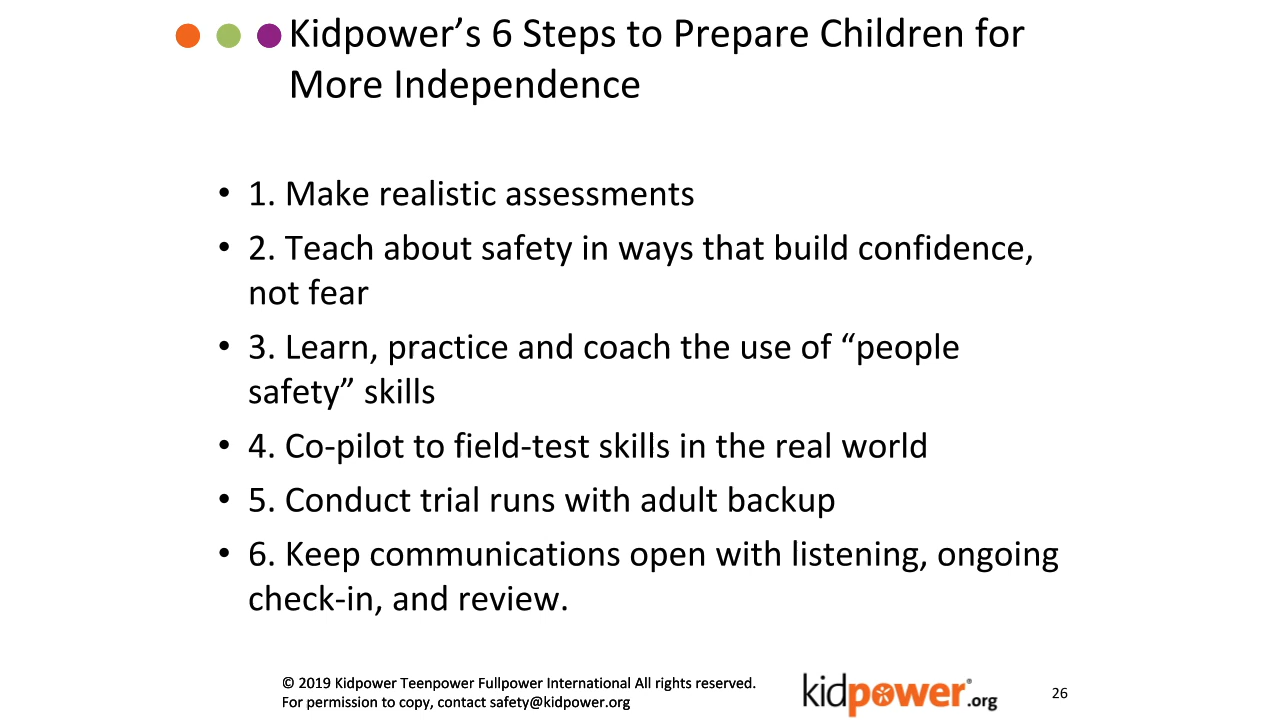 Kidpower’s 6 Steps to Prepare Children for
More Independence
• 1. Make realistic assessments
• 2. Teach about safety in ways that build confidence,
not fear
• 3. Learn, practice and coach the use of “people
safety” skills
• 4. Co-pilot to field-test skills in the real world
• 5. Conduct trial runs with adult backup
• 6. Keep communications open with listening, ongoing
check-in, and review.
© 2019 Kidpower Teenpower Fullpower International All rights reserved.
For permission to copy, contact safety@kidpower.org
kidpower®.org
26